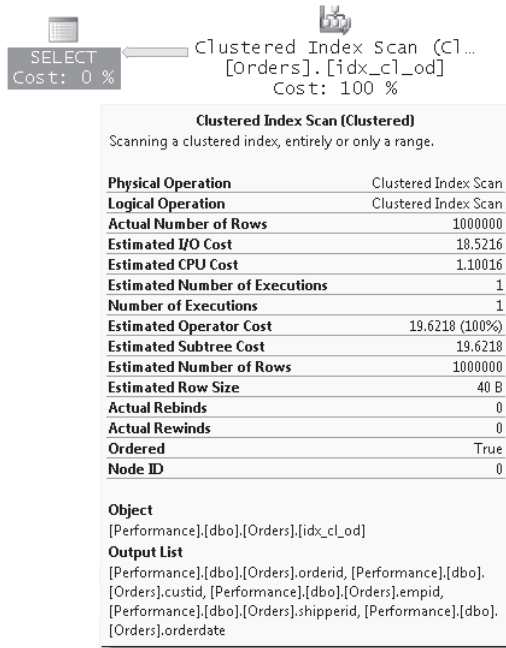 SELECT
Cost: 0 %
Clustered Index Scan (Cl…
[Orders].[idx_cl_od]
Cost: 100 %
Clustered Index Scan (Clustered)
Scanning a clustered index, entirely or only a range.
Physical Operation Clustered Index Scan
Logical Operation Clustered Index Scan
Actual Number of Rows 1000000
Estimated I/O Cost 18.5216
Estimated CPU Cost 1.10016
Estimated Number of Executions 1
Number of Executions 1
Estimated Operator Cost 19.6218 (100%)
Estimated Subtree Cost 19.6218
Estimated Number of Rows 1000000
Estimated Row Size 40 B
Actual Rebinds 0
Actual Rewinds 0
Ordered True
Node ID 0
Object
[Performance].[dbo].[Orders].[idx_cl_od]
Output List
[Performance].[dbo].[Orders].orderid, [Performance].[dbo].
[Orders].custid, [Performance].[dbo].[Orders].empid,
[Performance].[dbo].[Orders].shipperid, [Performance].[dbo].
[Orders].orderdate